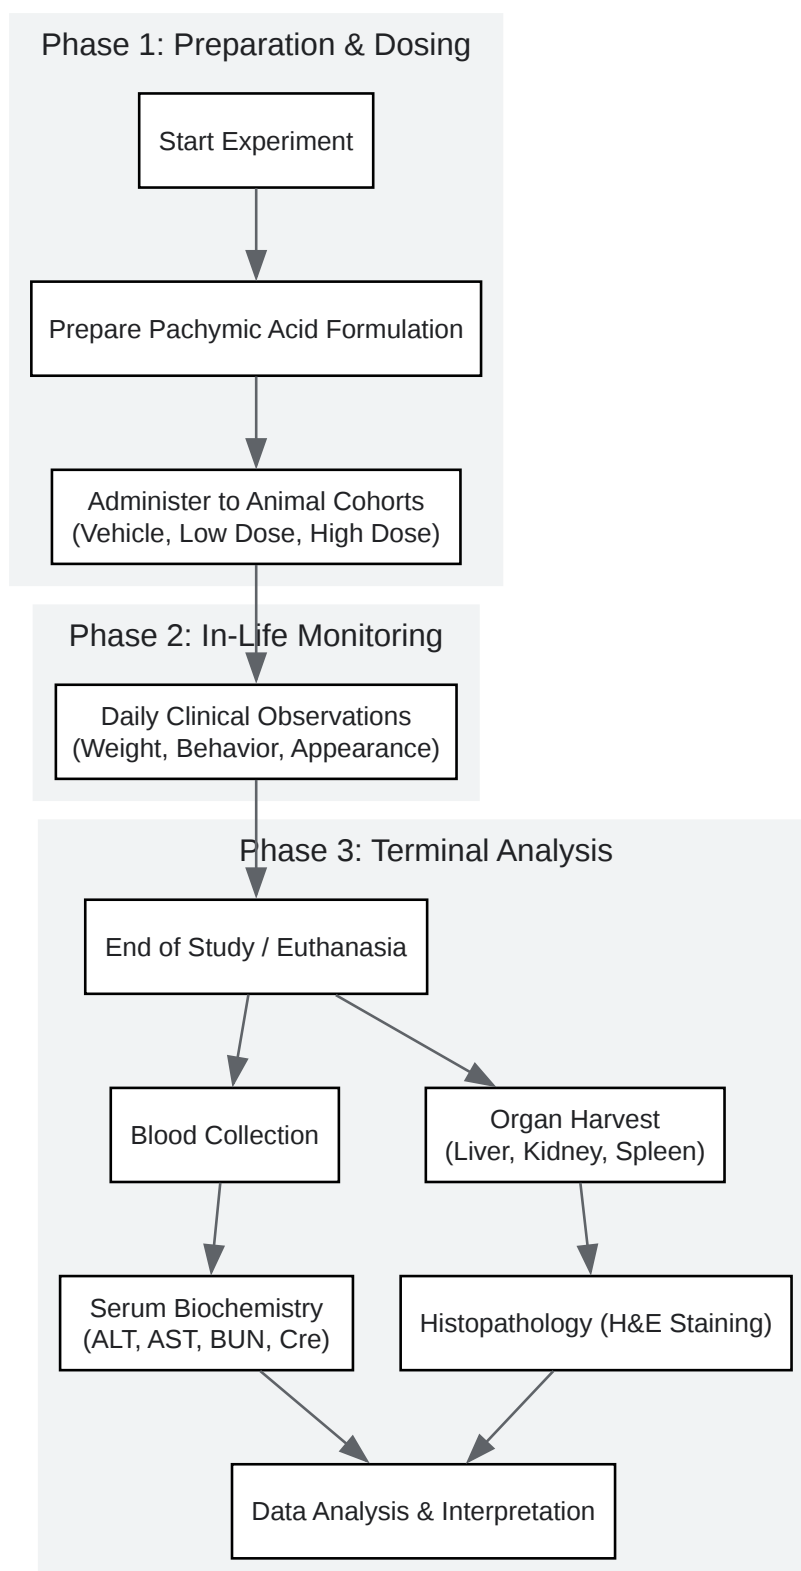 Phase 1: Preparation & Dosing
Start Experiment
Prepare Pachymic Acid Formulation
Administer to Animal Cohorts
(Vehicle, Low Dose, High Dose)
Phase 2: In-Life Monitoring
Daily Clinical Observations
(Weight, Behavior, Appearance)
Phase 3: Terminal Analysis
End of Study / Euthanasia
Blood Collection
Organ Harvest
(Liver, Kidney, Spleen)
Serum Biochemistry
(ALT, AST, BUN, Cre)
Histopathology (H&E Staining)
Data Analysis & Interpretation